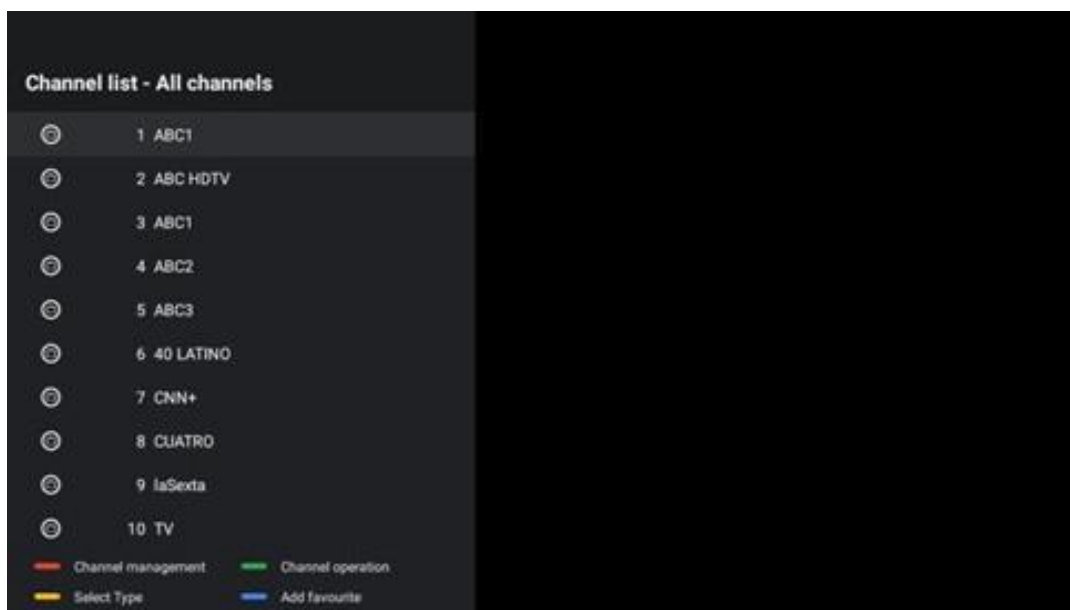 Channel list - All channels
1 ABC1
2 ABC HDTV
3 ABC1
4 ABC2
5 ABC3
6 40 LATINO
7 CNN+
8 CUATRO
9 laSexta
10 TV
Channel management Channel operation
Select Type Add favourite